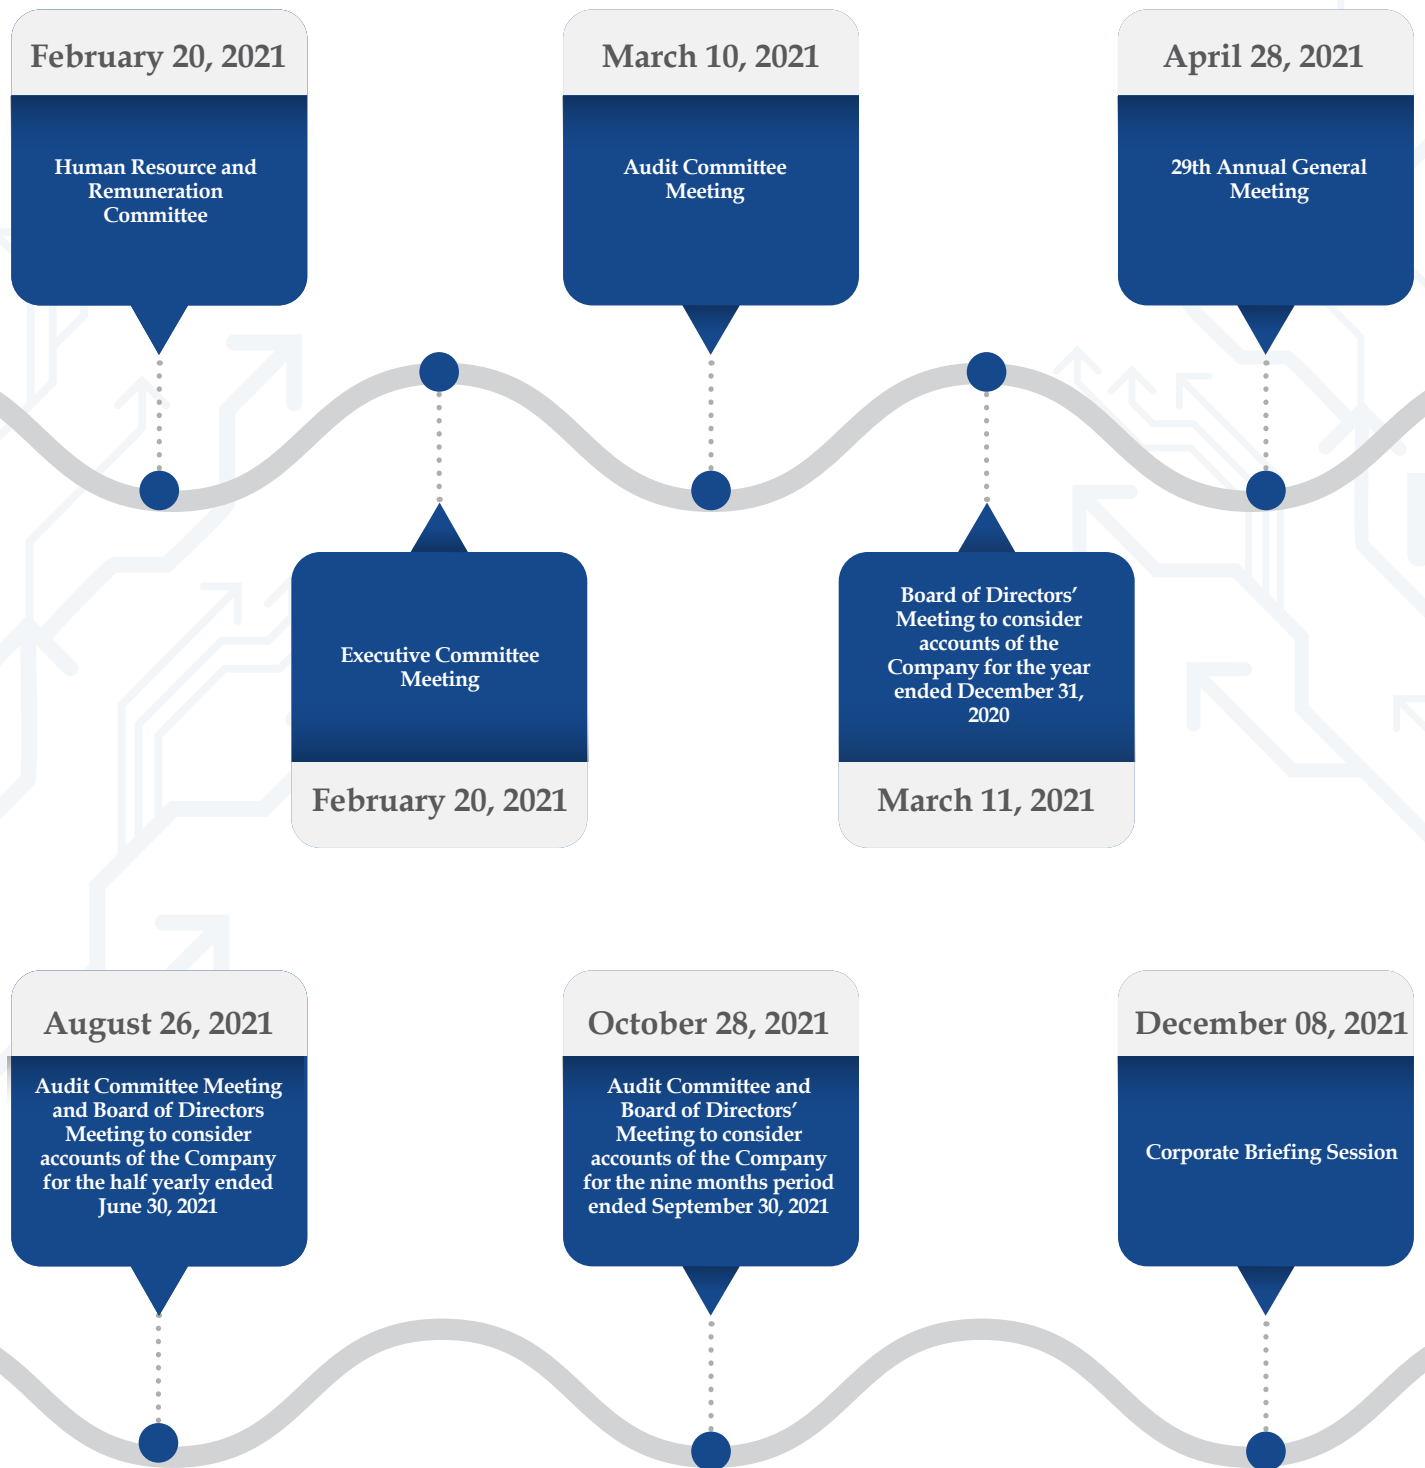 February 20, 2021
Human Resource and
Remuneration
Committee
March 10, 2021
Audit Committee
Meeting
April 28, 2021
29th Annual General
Meeting
Executive Committee
Meeting
February 20, 2021
Board of Directors’
Meeting to consider
accounts of the
Company for the year
ended December 31,
2020
March 11, 2021
August 26, 2021
Audit Committee Meeting
and Board of Directors
Meeting to consider
accounts of the Company
for the half yearly ended
June 30, 2021
October 28, 2021
Audit Committee and
Board of Directors’
Meeting to consider
accounts of the Company
for the nine months period
ended September 30, 2021
December 08, 2021
Corporate Briefing Session